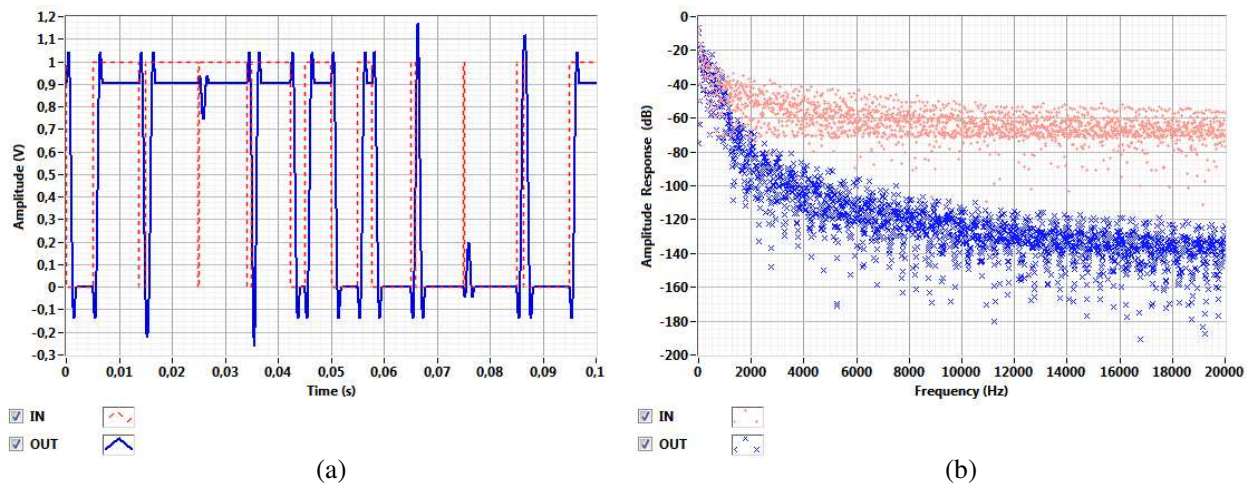 Amplitude (V)
1,2
1,1
1
0,9
0,8
0,7
0,6
0,5
0,4
0,3
0,2
0,1
0
-0,1
-0,2
-0,3
0 0,01 0,02 0,03 0,04 0,05 0,06 0,07 0,08 0,09 0,1
Time (s)
IN
OUT
(a)
Amplitude Response (dB)
0
-20
-40
-60
-80
-100
-120
-140
-160
-180
-200
0 2000 4000 6000 8000 10000 12000 14000 16000 18000 20000
Frequency (Hz)
IN
OUT
(b)